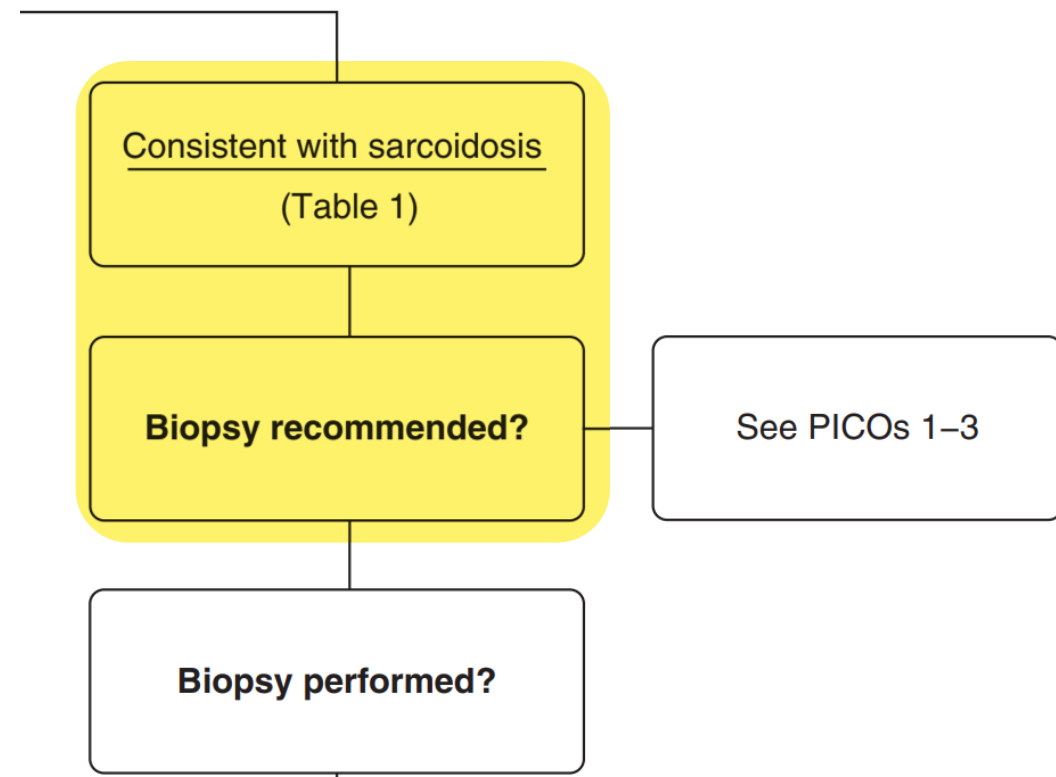 Consistent with sarcoidosis
(Table 1)
Biopsy recommended?
See PICOs 1–3
Biopsy performed?